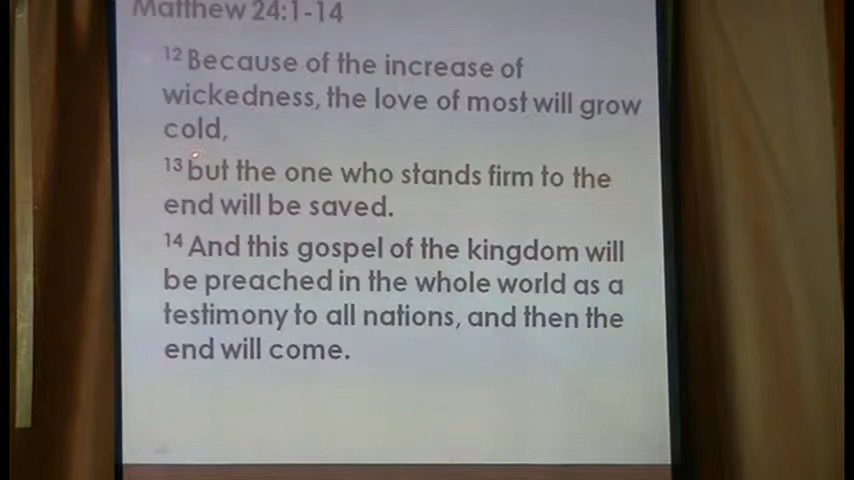 Matthew 24:1-14
12 Because of the increase of
wickedness, the love of most will grow
cold,
13 but the one who stands firm to the
end will be saved.
14 And this gospel of the kingdom will
be preached in the whole world as a
testimony to all nations, and then the
end will come.